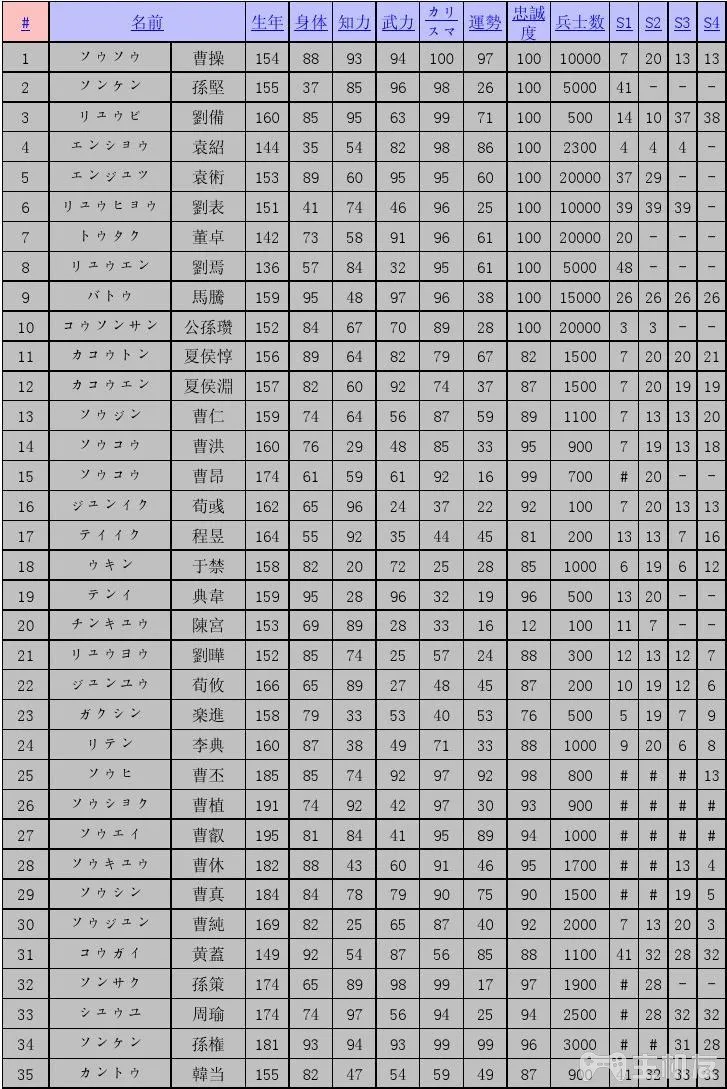 # 名前 生年 身体 知力 武力 カリスマ 運勢 忠誠度 兵士数 S1 S2 S3 S4
1 ソウソウ 曹操 154 88 93 94 100 97 100 10000 7 20 13 13
2 ソンケン 孫堅 155 37 85 96 98 26 100 5000 41 − − −
3 リユウビ 劉備 160 85 95 63 99 71 100 500 14 10 37 38
4 エンシヨウ 袁紹 144 35 54 82 98 86 100 2300 4 4 4 −
5 エンジユツ 袁術 153 89 60 95 95 60 100 20000 37 29 − −
6 リユウヒヨウ 劉表 151 41 74 46 96 25 100 10000 39 39 39 −
7 トウタク 董卓 142 73 58 91 96 61 100 20000 20 − − −
8 リユウエン 劉焉 136 57 84 32 95 61 100 5000 48 − − −
9 バトウ 馬騰 159 95 48 97 96 38 100 15000 26 26 26 26
10 コウソンサン 公孫瓚 152 84 67 70 89 28 100 20000 3 3 − −
11 カコウトン 夏侯惇 156 89 64 82 79 67 82 1500 7 20 20 21
12 カコウエン 夏侯淵 157 82 60 92 74 37 87 1500 7 20 19 19
13 ソウジン 曹仁 159 74 64 56 87 59 89 1100 7 13 13 20
14 ソウコウ 曹洪 160 76 29 48 85 33 95 900 7 19 13 18
15 ソウコウ 曹昂 174 61 59 61 92 16 99 700 # 20 − −
16 ジユンイク 荀彧 162 65 96 24 37 22 92 100 7 20 13 13
17 テイイク 程昱 164 55 92 35 44 45 81 200 13 13 7 16
18 ウキン 于禁 158 82 20 72 25 28 85 1000 6 19 6 12
19 テンイ 典韋 159 95 28 96 32 19 96 500 13 20 − −
20 チンキユウ 陳宮 153 69 89 28 33 16 12 100 11 7 − −
21 リユウヨウ 劉曄 152 85 74 25 57 24 88 300 12 13 12 7
22 ジユンユウ 荀攸 166 65 89 27 48 45 87 200 10 19 12 6
23 ガクシン 楽進 158 79 33 53 40 53 76 500 5 19 7 9
24 リテン 李典 160 87 38 49 71 33 88 1000 9 20 6 8
25 ソウヒ 曹丕 185 85 74 92 97 92 98 800 # # # 13
26 ソウシヨク 曹植 191 74 92 42 97 30 93 900 # # # #
27 ソウエイ 曹叡 195 81 84 41 95 89 94 1000 # # # #
28 ソウキユウ 曹休 182 88 43 60 91 46 95 1700 # # 13 4
29 ソウシン 曹真 184 84 78 79 90 75 90 1500 # # 19 5
30 ソウジユン 曹純 169 82 25 65 87 40 92 2000 7 13 20 3
31 コウガイ 黄蓋 149 92 54 87 56 85 88 1100 41 32 28 32
32 ソンサク 孫策 174 65 89 98 99 17 97 1900 # 28 − −
33 シユウユ 周瑜 174 74 97 56 94 25 94 2500 # 28 32 32
34 ソンケン 孫権 181 93 94 93 99 99 96 3000 # # 31 28
35 カントウ 韓当 155 82 47 54 59 49 87 900